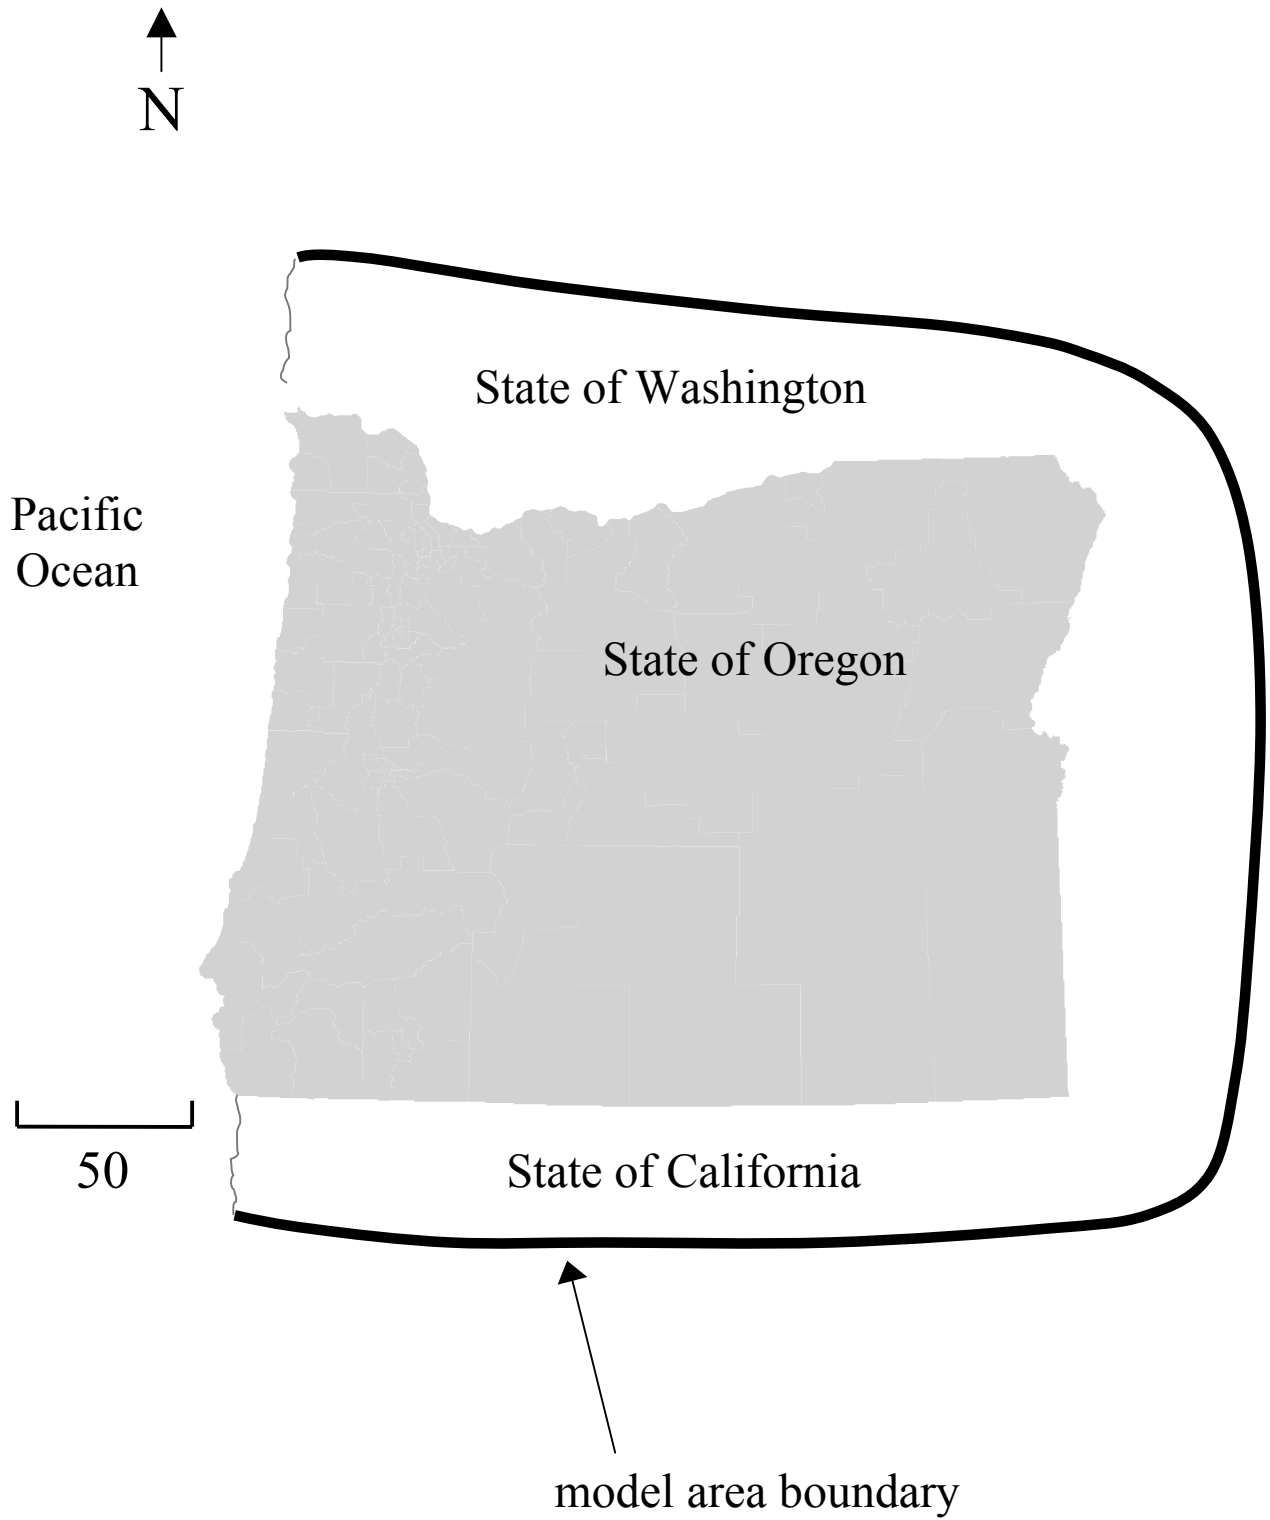 N
State of Washington
Pacific
Ocean
State of Oregon
50
State of California
model area boundary